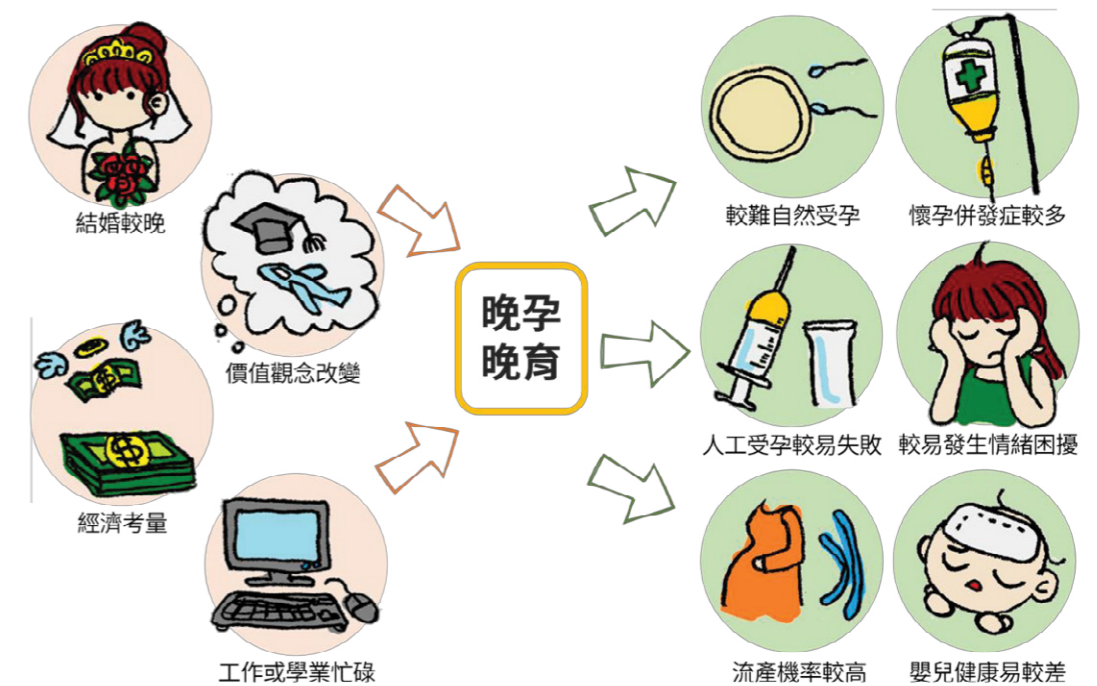 結婚較晚
價值觀念改變
經濟考量
工作或學業忙碌
晚孕
晚育
較難自然受孕
懷孕併發症較多
人工受孕較易失敗
較易發生情緒困擾
流產機率較高
嬰兒健康易較差